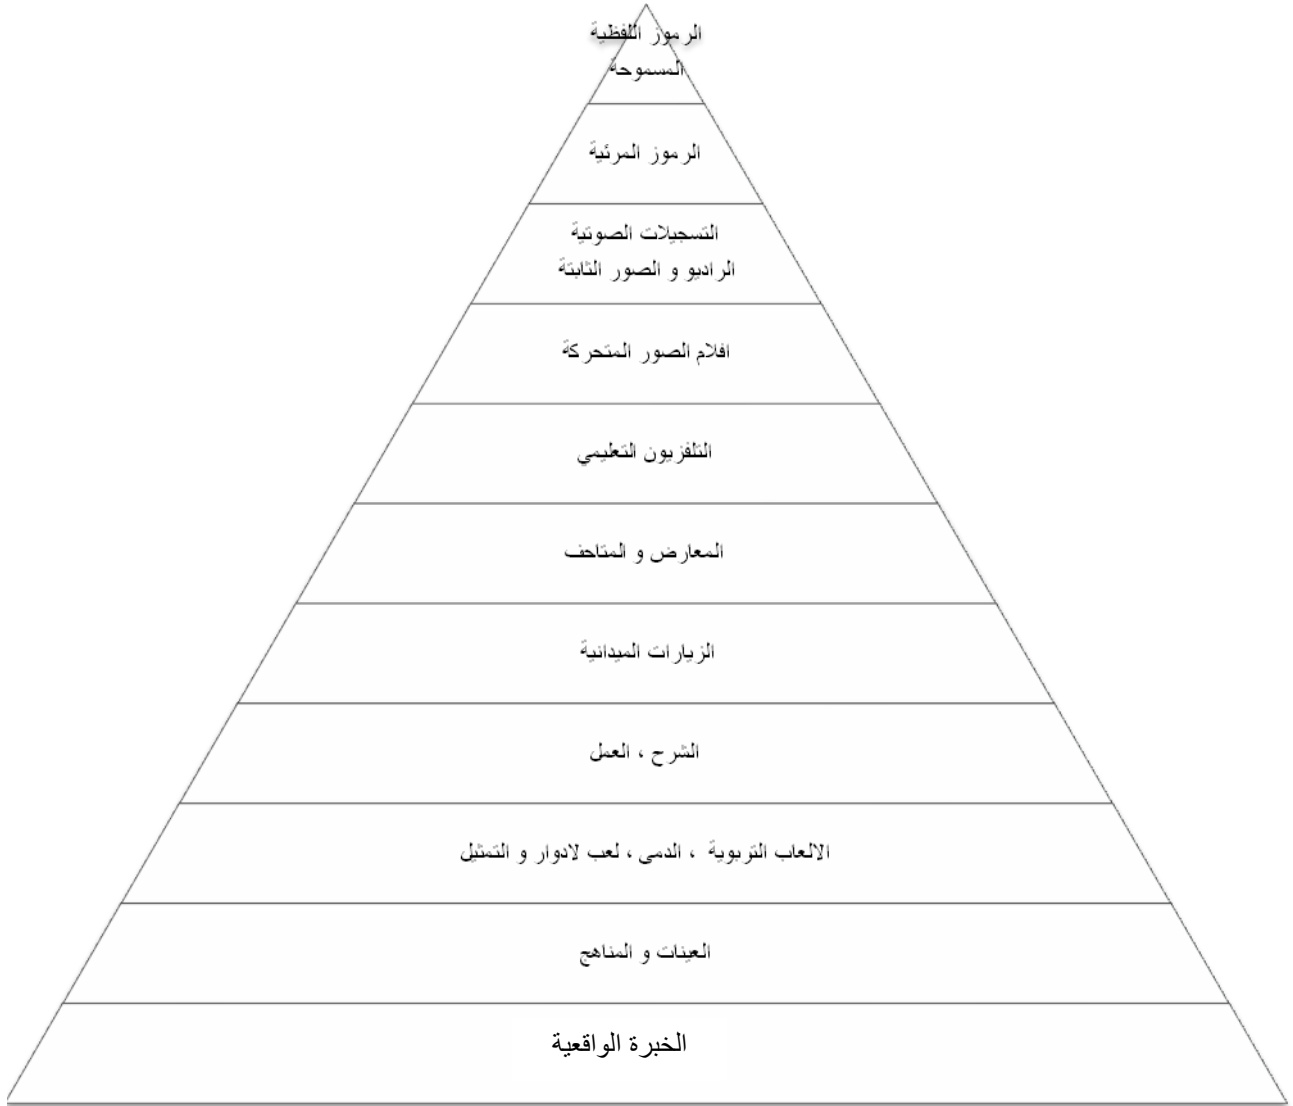 الرموز اللفظية
المسموحة
الرموز المرئية
التسجيلات الصوتية
الراديو و الصور الثابتة
افلام الصور المتحركة
التلفزيون التعليمي
المعارض و المتاحف
الزيارات الميدانية
الشرح ، العمل
الالعاب التربوية ، الدمى ، لعب لادوار و التمثيل
العينات و المناهج
الخبرة الواقعية